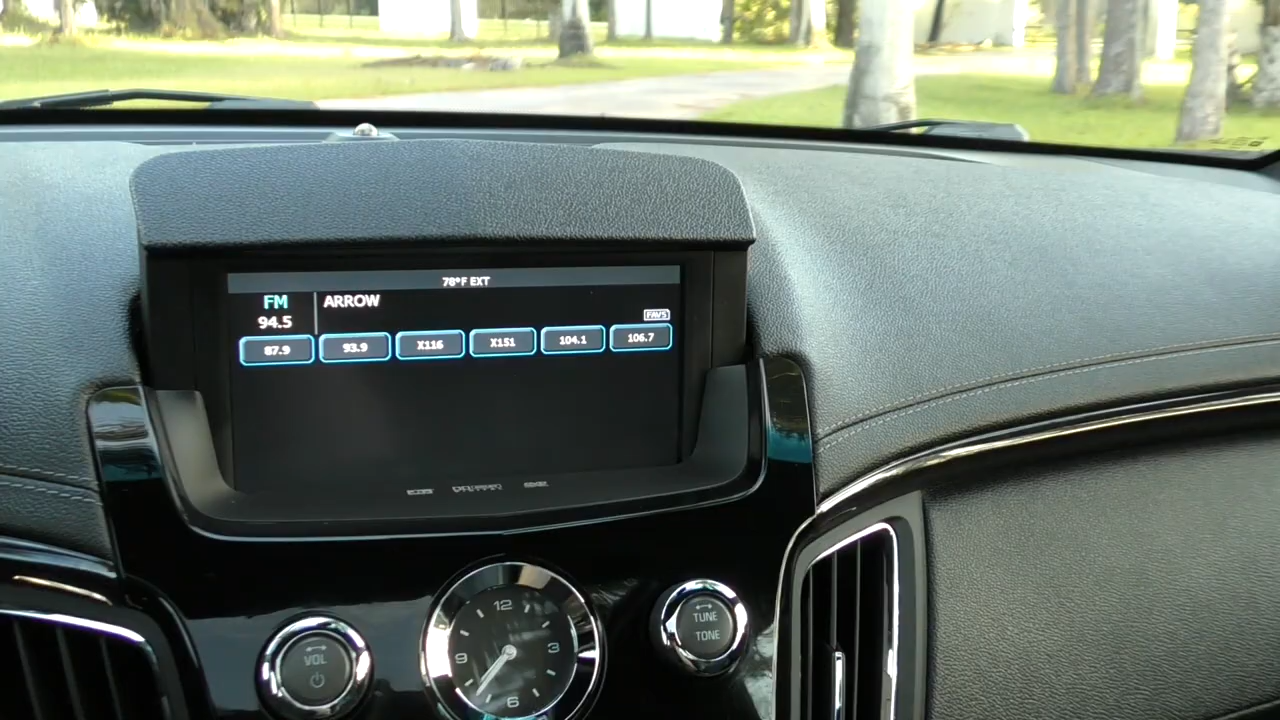 78°F EXT
FM
ARROW
94.5
FAVS
87.9 93.9 X116 X151 104.1 106.7
VOL
12
3
6
9
TUNE
TONE